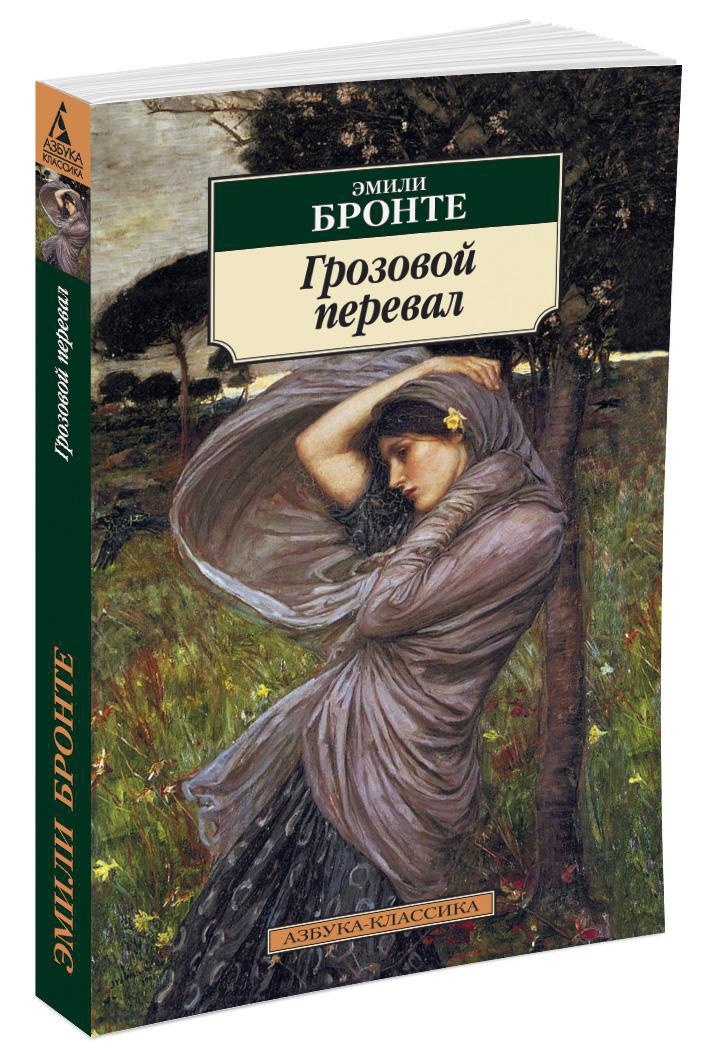 ЭМИЛИ
БРОНТЕ
Грозовой
перевал
АЗБУКА-КЛАССИКА
АЗБУКА
КЛАССИКА
Грозовой перевал
ЭМИЛИ БРОНТЕ